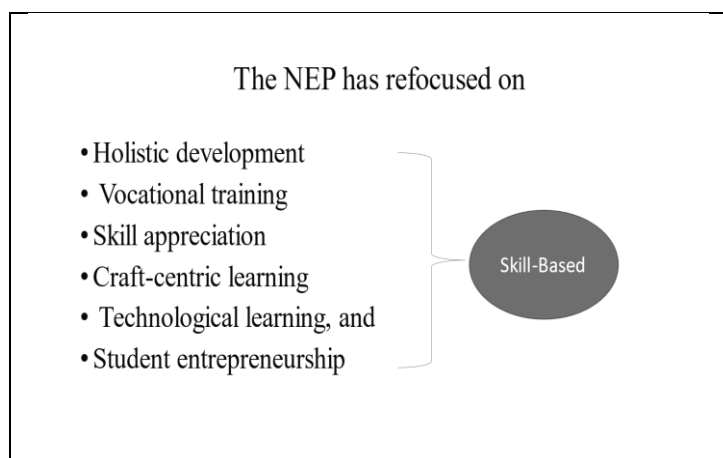 The NEP has refocused on
• Holistic development
• Vocational training
• Skill appreciation
• Craft-centric learning
• Technological learning, and
• Student entrepreneurship
Skill-Based